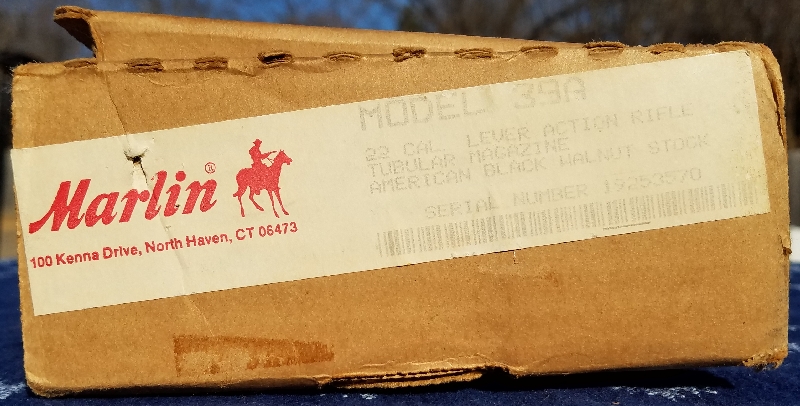 Marlin®
100 Kenna Drive, North Haven, CT 06473
MODEL 39A
22 CAL. LEVER ACTION RIFLE
TUBULAR MAGAZINE
AMERICAN BLACK WALNUT STOCK
SERIAL NUMBER 19253570